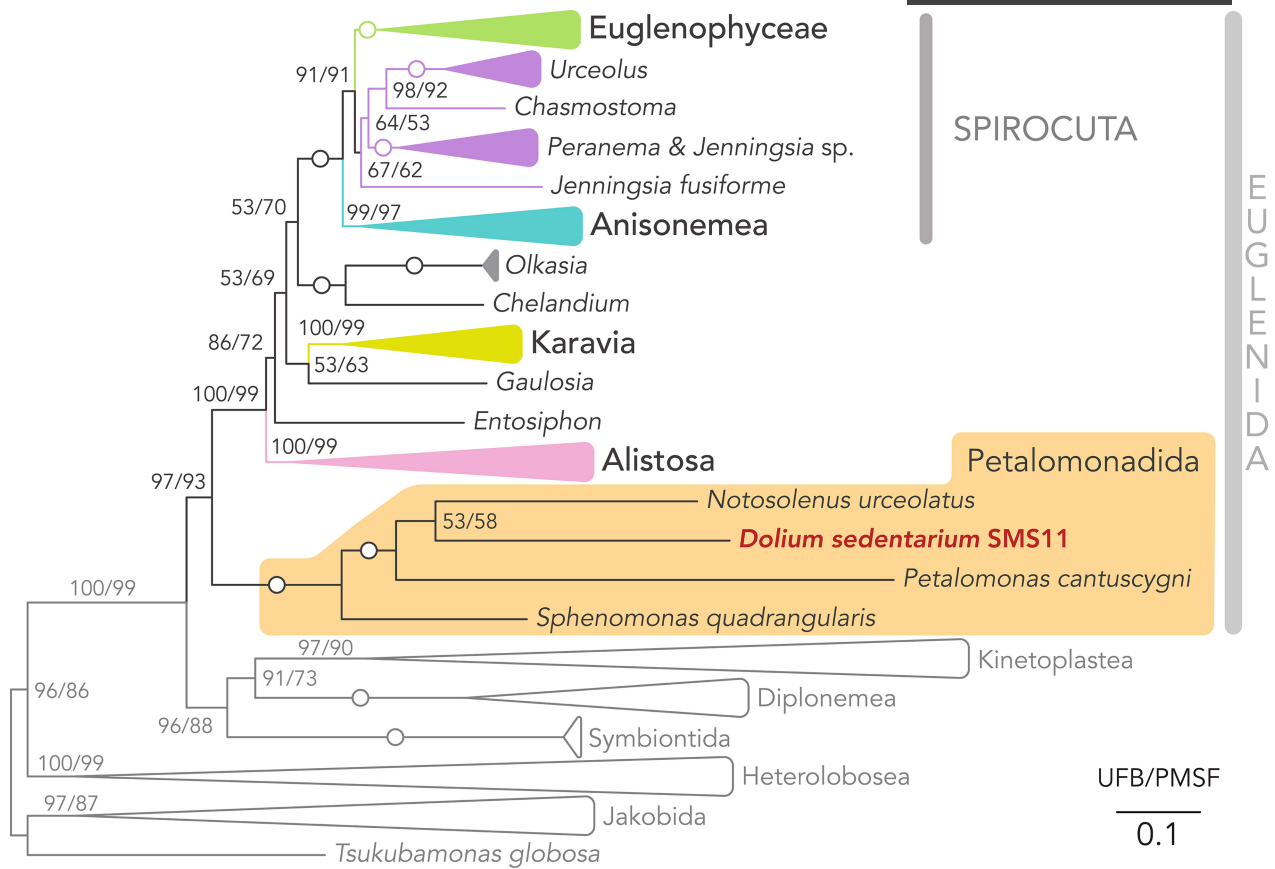 Euglenophyceae
91/91
Urceolus
98/92
Chasmostoma
64/53
Peranema & Jenningsia sp.
67/62
Jenningsia fusiforme
SPIROCUTA
53/70
99/97
Anisonemea
EUGLENIDA
Olkasia
53/69
Chelandium
100/99
Karavia
86/72
53/63
Gaulosia
100/99
Entosiphon
100/99
Alistosa
Petalomonadida
97/93
Notosolenus urceolatus
53/58
Dolium sedentarium SMS11
Petalomonas cantuscygni
100/99
Sphenomonas quadrangularis
97/90
Kinetoplastea
91/73
96/86
Diplonemea
96/88
Symbiontida
100/99
Heterolobosea
UFB/PMSF
97/87
Jakobida
0.1
Tsukubamonas globosa